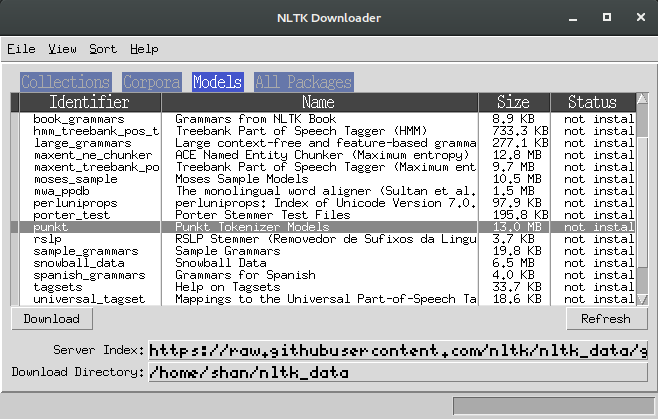 NLTK Downloader
File View Sort Help
Collections Corpora Models All Packages
Identifier Name Size Status
book_grammars Grammars from NLTK Book 8.9 KB not instal
hmm_treebank_pos_t Treebank Part of Speech Tagger (HMM) 733.3 KB not instal
large_grammars Large context-free and feature-based gramma 277.1 KB not instal
maxent_ne_chunker ACE Named Entity Chunker (Maximum entropy) 12.8 MB not instal
maxent_treebank_po Treebank Part of Speech Tagger (Maximum ent 9.7 MB not instal
moses_sample Moses Sample Models 10.5 MB not instal
mwa_ppdb The monolingual word aligner (Sultan et al. 1.5 MB not instal
perluniprops perluniprops: Index of Unicode Version 7.0. 97.9 KB not instal
porter_test Porter Stemmer Test Files 195.8 KB not instal
punkt Punkt Tokenizer Models 13.0 MB not instal
rslp RSLP Stemmer (Removedor de Sufixos da Lingu 3.7 KB not instal
sample_grammars Sample Grammars 19.8 KB not instal
snowball_data Snowball Data 6.5 MB not instal
spanish_grammars Grammars for Spanish 4.0 KB not instal
tagsets Help on Tagsets 33.7 KB not instal
universal_tagset Mappings to the Universal Part-of-Speech Ta 18.6 KB not instal
Download Refresh
Server Index: https://raw.githubusercontent.com/nltk/nltk_data/g
Download Directory: /home/shan/nltk_data